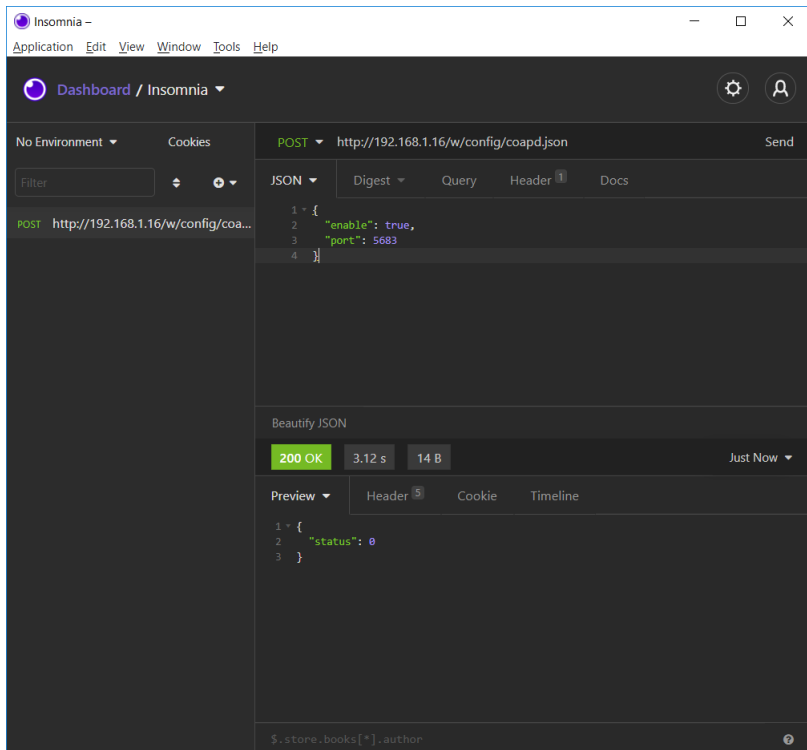 Insomnia –
Application Edit View Window Tools Help
Dashboard / Insomnia
No Environment Cookies
Filter
POST http://192.168.1.16/w/config/coa...
POST http://192.168.1.16/w/config/coapd.json Send
JSON Digest Query Header 1 Docs
1 {
2 "enable": true,
3 "port": 5683
4 }
Beautify JSON
200 OK 3.12 s 14 B Just Now
Preview Header 5 Cookie Timeline
1 {
2 "status": 0
3 }
$.store.books[*].author